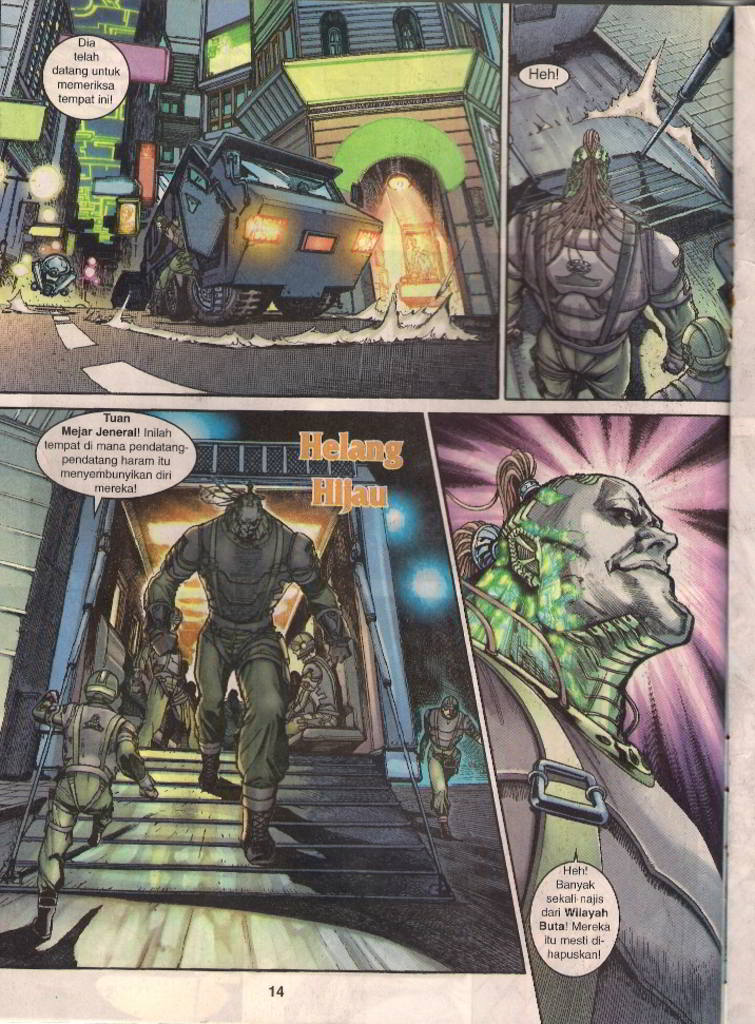 Dia
telah
datang untuk
memeriksa
tempat ini!
Heh!
Tuan
Mejar Jeneral! Inilah
tempat di mana pendatang-
pendatang haram itu
menyembunyikan diri
mereka!
Helang
Hijau
Heh!
Banyak
sekali najis
dari Wilayah
Buta! Mereka
itu mesti di-
hapuskan!
14